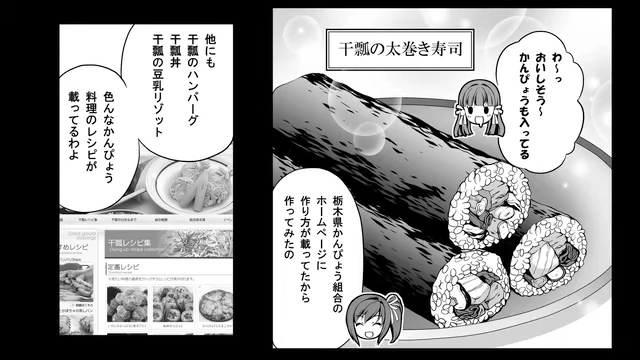 干瓢の太巻き寿司
わ〜っ
おいしそう〜
かんぴょうも入ってる
栃木県かんぴょう組合の
ホームページに
作り方が載ってたから
作ってみたの
他にも
干瓢のハンバーグ
干瓢丼
干瓢の豆乳リゾット
色んなかんぴょう
料理のレシピが
載ってるわよ
干瓢レシピ集
定番レシピ